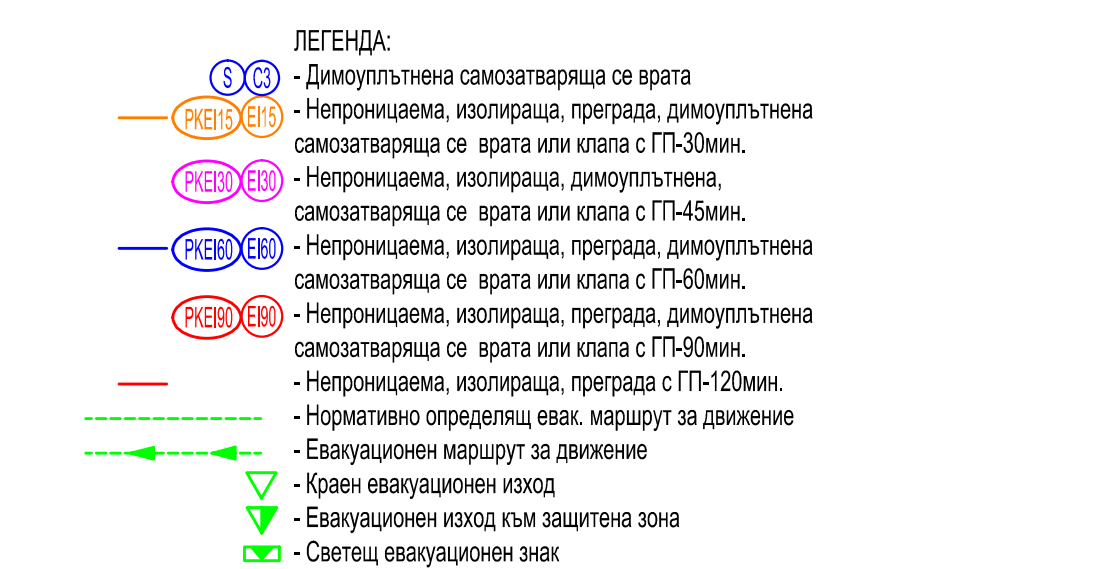 ЛЕГЕНДА:
S C3 - Димоуплътнена самозатваряща се врата
PKEI15 EI15 - Непроницаема, изолираща, преграда, димоуплътнена
самозатваряща се врата или клапа с ГП-30мин.
PKEI30 EI30 - Непроницаема, изолираща, димоуплътнена,
самозатваряща се врата или клапа с ГП-45мин.
PKEI60 EI60 - Непроницаема, изолираща, преграда, димоуплътнена
самозатваряща се врата или клапа с ГП-60мин.
PKEI90 EI90 - Непроницаема, изолираща, преграда, димоуплътнена
самозатваряща се врата или клапа с ГП-90мин.
- Непроницаема, изолираща, преграда с ГП-120мин.
- Нормативно определящ евак. маршрут за движение
- Евакуационен маршрут за движение
- Краен евакуационен изход
- Евакуационен изход към защитена зона
- Светещ евакуационен знак